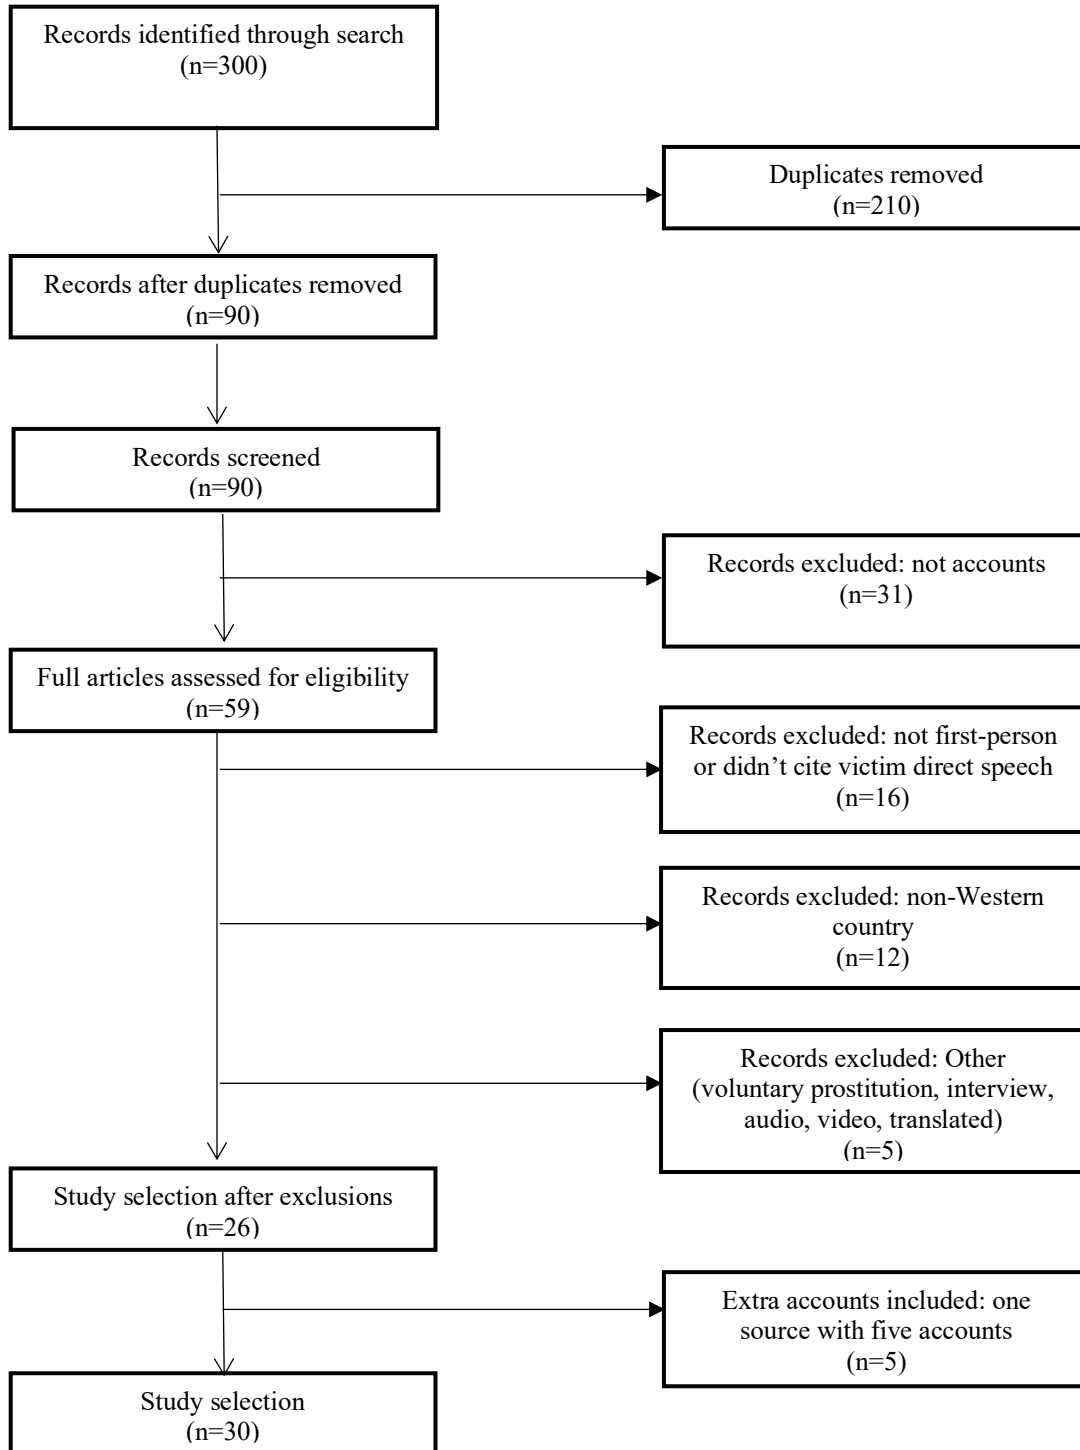 Records identified through search
(n=300)
Duplicates removed
(n=210)
Records after duplicates removed
(n=90)
Records screened
(n=90)
Records excluded: not accounts
(n=31)
Full articles assessed for eligibility
(n=59)
Records excluded: not first-person
or didn’t cite victim direct speech
(n=16)
Records excluded: non-Western
country
(n=12)
Records excluded: Other
(voluntary prostitution, interview,
audio, video, translated)
(n=5)
Study selection after exclusions
(n=26)
Extra accounts included: one
source with five accounts
(n=5)
Study selection
(n=30)